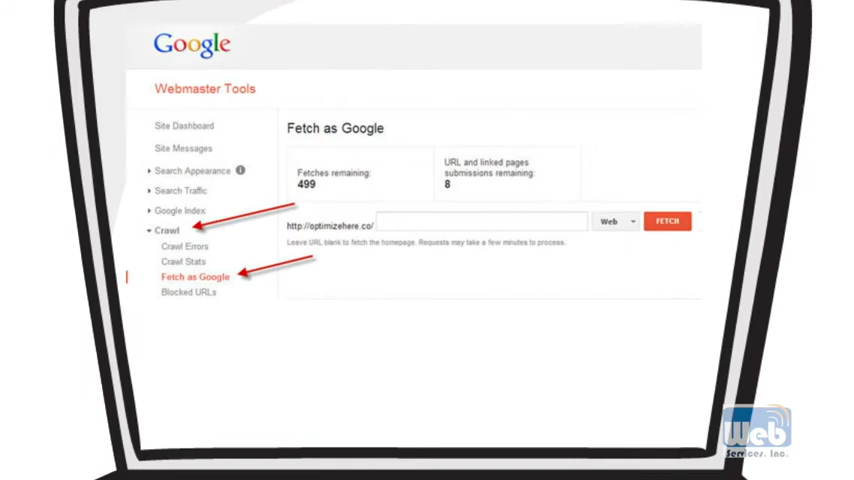 Google
Webmaster Tools
Site Dashboard
Site Messages
Search Appearance
Search Traffic
Google Index
Crawl
Crawl Errors
Crawl Stats
Fetch as Google
Blocked URLs
Fetch as Google
Fetches remaining:
499
URL and linked pages
submissions remaining:
8
http://optimizehere.co/
Web
FETCH
Leave URL blank to fetch the homepage. Requests may take a few minutes to process.
Web
Services, Inc.